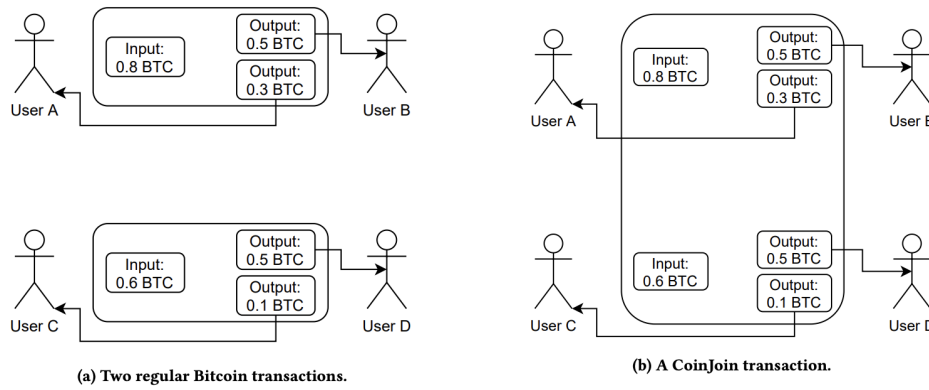 Input:
0.8 BTC
Output:
0.5 BTC
Output:
0.3 BTC
User A
User B
Input:
0.6 BTC
Output:
0.5 BTC
Output:
0.1 BTC
User C
User D
(a) Two regular Bitcoin transactions.
Input:
0.8 BTC
Output:
0.5 BTC
Output:
0.3 BTC
User A
User B
Input:
0.6 BTC
Output:
0.5 BTC
Output:
0.1 BTC
User C
User D
(b) A CoinJoin transaction.